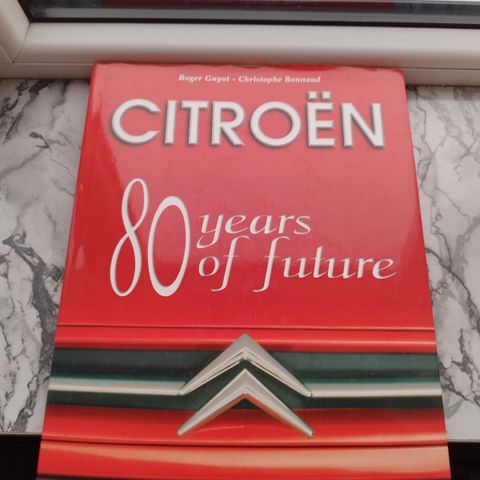 Roger Guyot - Christophe Bonnaud
CITROËN
80 years
of future